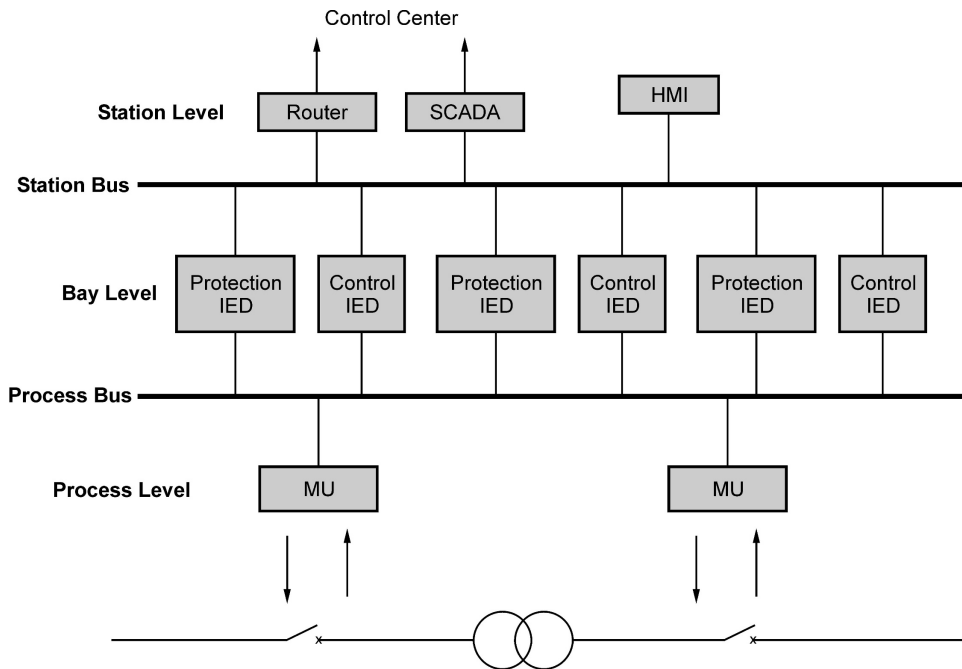 Control Center
Station Level
Router
SCADA
HMI
Station Bus
Bay Level
Protection
IED
Control
IED
Protection
IED
Control
IED
Protection
IED
Control
IED
Process Bus
Process Level
MU
MU